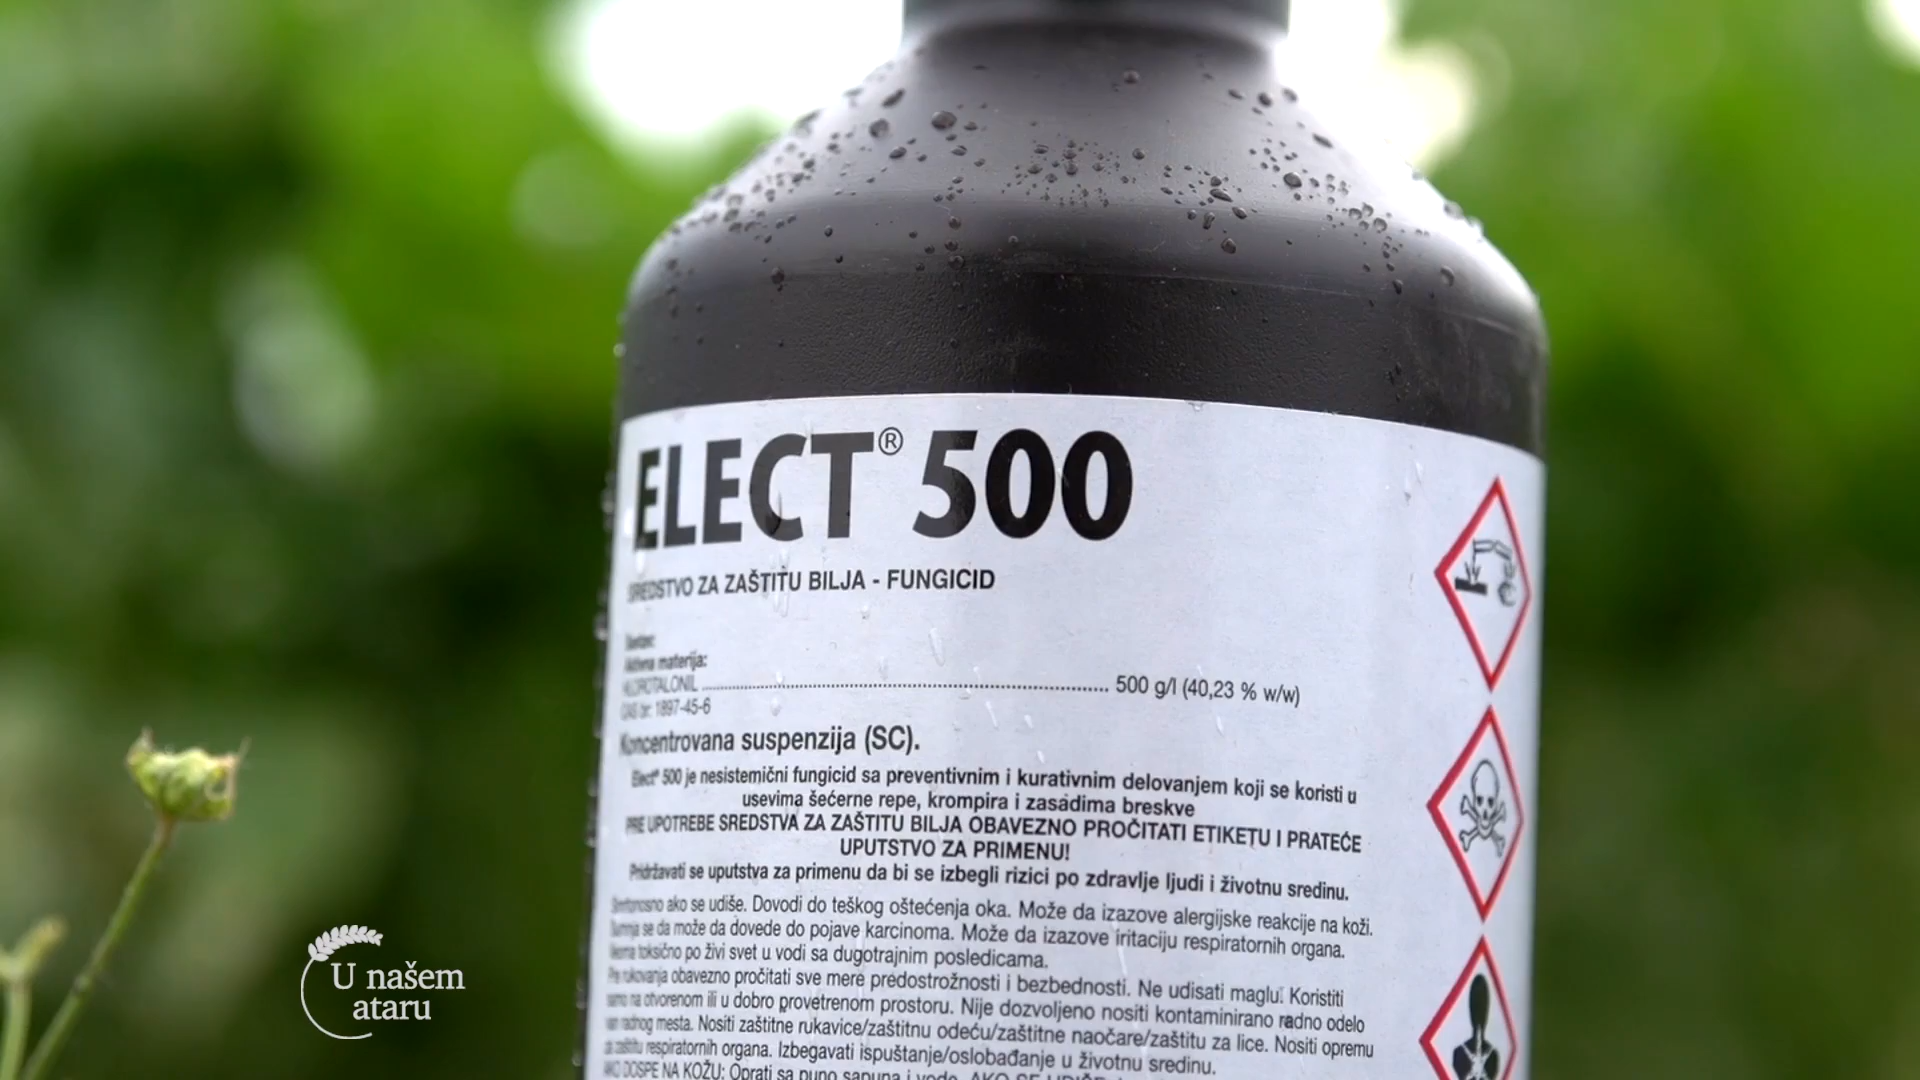 ELECT® 500
SREDSTVO ZA ZAŠTITU BILJA - FUNGICID
Sastav:
Aktivna materija:
HLOROTALONIL ........ 500 g/l (40,23 % w/w)
CAS br: 1897-45-6
Koncentrovana suspenzija (SC).
Elect® 500 je nesistemični fungicid sa preventivnim i kurativnim delovanjem koji se koristi u
usevima šećerne repe, krompira i zasadima breskve
PRE UPOTREBE SREDSTVA ZA ZAŠTITU BILJA OBAVEZNO PROČITATI ETIKETU I PRATEĆE
UPUTSTVO ZA PRIMENU!
Pridržavati se uputstva za primenu da bi se izbegli rizici po zdravlje ljudi i životnu sredinu.
Smrtonosno ako se udiše. Dovodi do teškog oštećenja oka. Može da izazove alergijske reakcije na koži.
Sumnja se da može da dovede do pojave karcinoma. Može da izazove iritaciju respiratornih organa.
Veoma toksično po živi svet u vodi sa dugotrajnim posledicama.
Pre rukovanja obavezno pročitati sve mere predostrožnosti i bezbednosti. Ne udisati maglu. Koristiti
samo na otvorenom ili u dobro provetrenom prostoru. Nije dozvoljeno nositi kontaminirano radno odelo
van radnog mesta. Nositi zaštitne rukavice/zaštitnu odeću/zaštitne naočare/zaštitu za lice. Nositi opremu
za zaštitu respiratornih organa. Izbegavati ispuštanje/oslobađanje u životnu sredinu.
AKO DOSPE NA KOŽU: Oprati sa puno sapuna i vode. AKO SE UDIŠE:
U našem
ataru